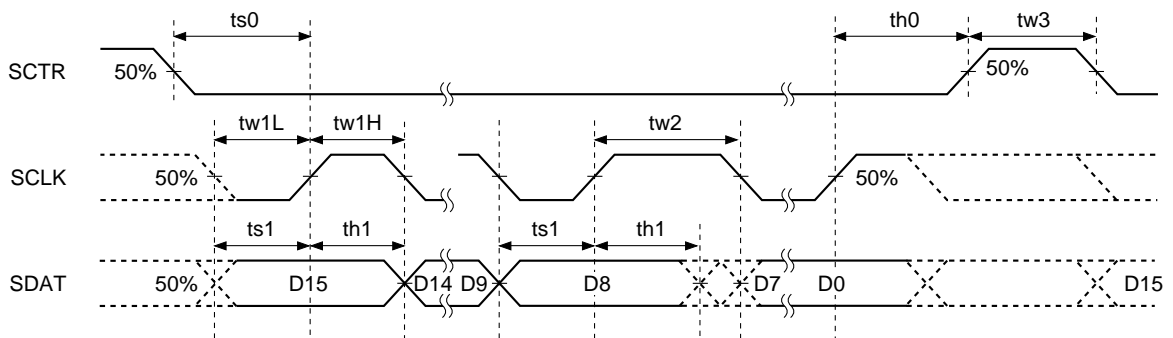 ts0 th0 tw3
SCTR 50% 50%
tw1L tw1H tw2
SCLK 50% 50%
ts1 th1 ts1 th1
SDAT 50% D15 D14 D9 D8 D7 D0 D15